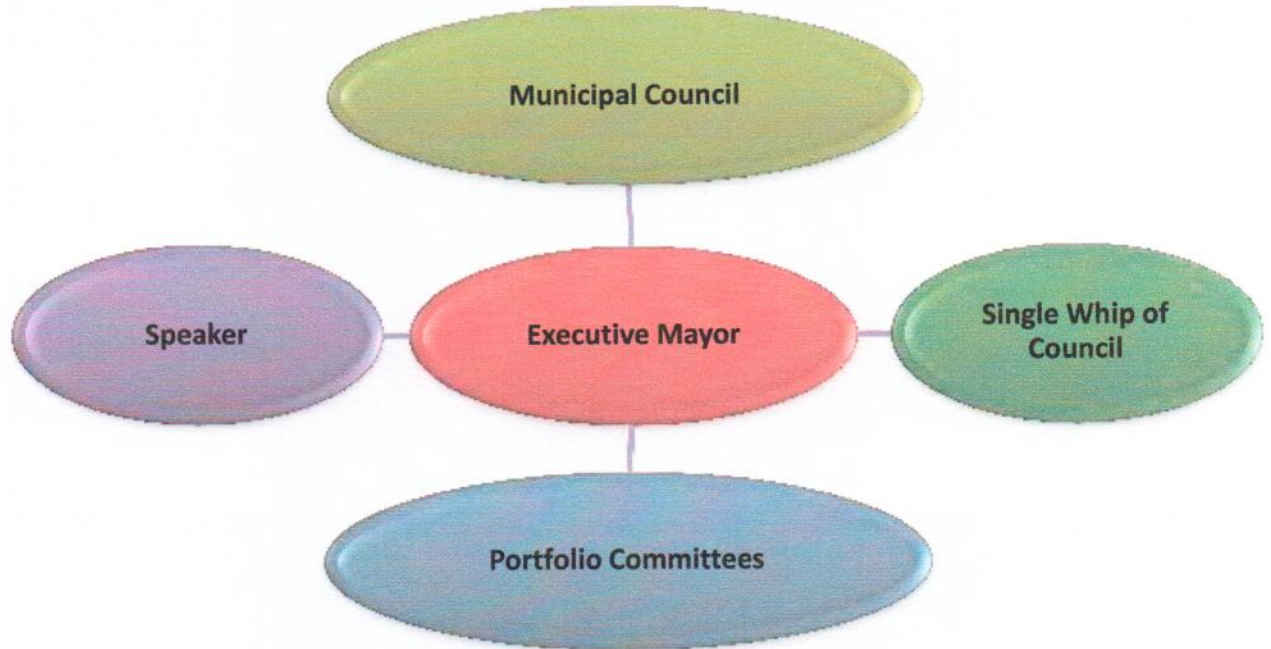 Municipal Council
Speaker
Executive Mayor
Single Whip of
Council
Portfolio Committees